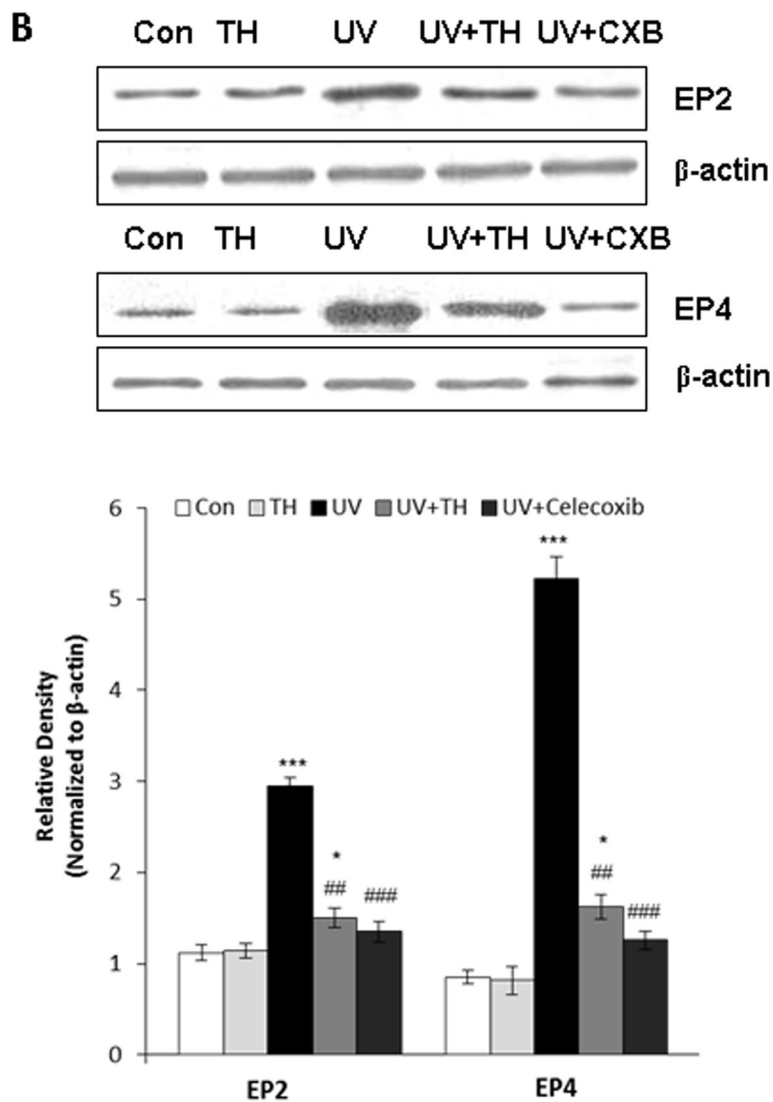 B
Con TH UV UV+TH UV+CXB
EP2
β-actin
Con TH UV UV+TH UV+CXB
EP4
β-actin
Con TH UV UV+TH UV+Celecoxib
Relative Density
(Normalized to β-actin)
6
5
4
3
2
1
0
***
*
##
###
***
*
##
###
EP2 EP4